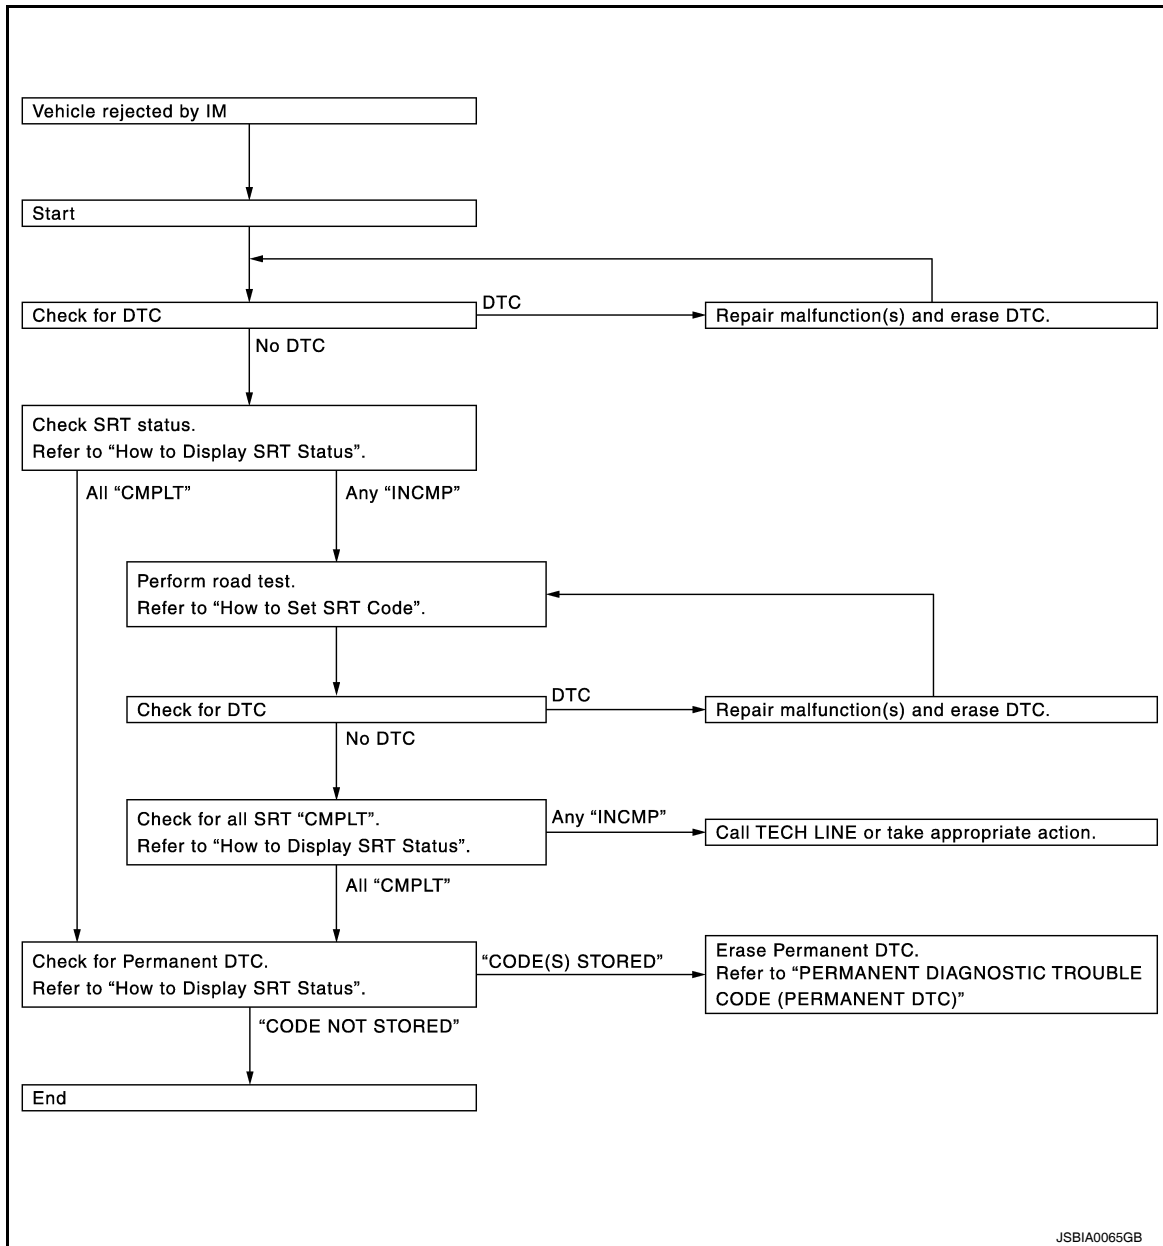 Vehicle rejected by IM
Start
Check for DTC
DTC
Repair malfunction(s) and erase DTC.
No DTC
Check SRT status.
Refer to “How to Display SRT Status”.
All “CMPLT”
Any “INCMP”
Perform road test.
Refer to “How to Set SRT Code”.
Check for DTC
DTC
Repair malfunction(s) and erase DTC.
No DTC
Check for all SRT “CMPLT”.
Refer to “How to Display SRT Status”.
Any “INCMP”
Call TECH LINE or take appropriate action.
All “CMPLT”
Check for Permanent DTC.
Refer to “How to Display SRT Status”.
“CODE(S) STORED”
Erase Permanent DTC.
Refer to “PERMANENT DIAGNOSTIC TROUBLE
CODE (PERMANENT DTC)”
“CODE NOT STORED”
End
JSBIA0065GB